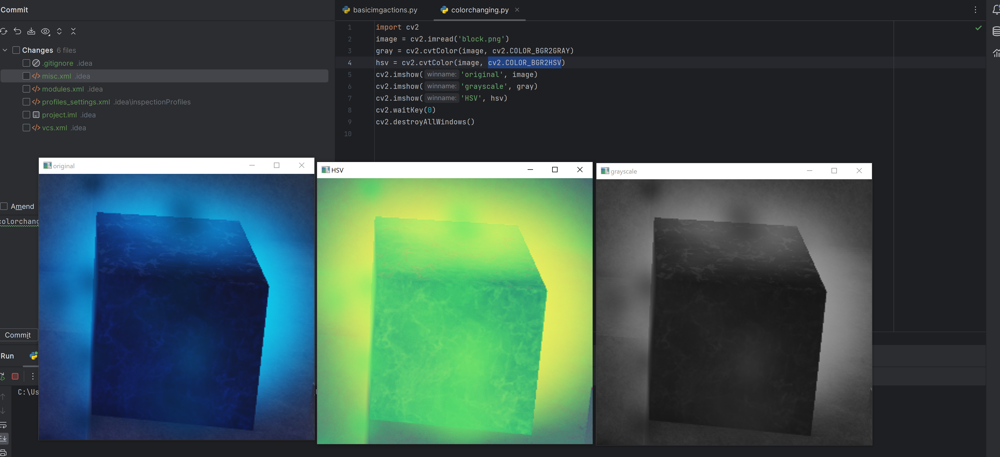 Commit
basicimgactions.py
colorchanging.py
Changes 6 files
.gitignore .idea
misc.xml .idea
modules.xml .idea
profiles_settings.xml .idea\inspectionProfiles
project.iml .idea
vcs.xml .idea
Amend
colorchang
Commit
Run
C:\Us
1 import cv2
2 image = cv2.imread('block.png')
3 gray = cv2.cvtColor(image, cv2.COLOR_BGR2GRAY)
4 hsv = cv2.cvtColor(image, cv2.COLOR_BGR2HSV)
5 cv2.imshow( winname: 'original', image)
6 cv2.imshow( winname: 'grayscale', gray)
7 cv2.imshow( winname: 'HSV', hsv)
8 cv2.waitKey(0)
9 cv2.destroyAllWindows()
10
original
HSV
grayscale